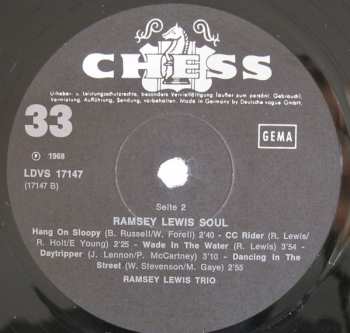 CHESS
Urheber- u. Leistungsschutzrechte, besonders Vervielfältigung (außer zum persönl. Gebrauch),
Vermietung, Aufführung, Sendung, vorbehalten. Made in Germany by Deutsche vogue GmbH.
33
GEMA
℗ 1968
LDVS 17147
(17147 B)
Seite 2
RAMSEY LEWIS SOUL
Hang On Sloopy (B. Russell/W. Forell) 2'40 - CC Rider (R. Lewis/
R. Holt/E Young) 2'25 - Wade In The Water (R. Lewis) 3'54 -
Daytripper (J. Lennon/P. McCartney) 3'10 - Dancing In The
Street (W. Stevenson/M. Gaye) 2'55
RAMSEY LEWIS TRIO